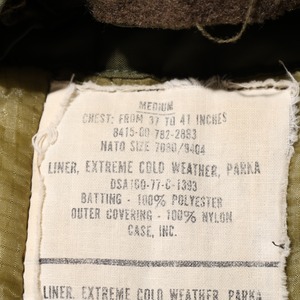 MEDIUM
CHEST: FROM 37 TO 41 INCHES
8415-00-782-2883
NATO SIZE 7080/9404
LINER, EXTREME COLD WEATHER, PARKA
DSA100-77-C-1393
BATTING - 100% POLYESTER
OUTER COVERING - 100% NYLON
CASE, INC.
LINER, EXTREME COLD WEATHER, PARKA